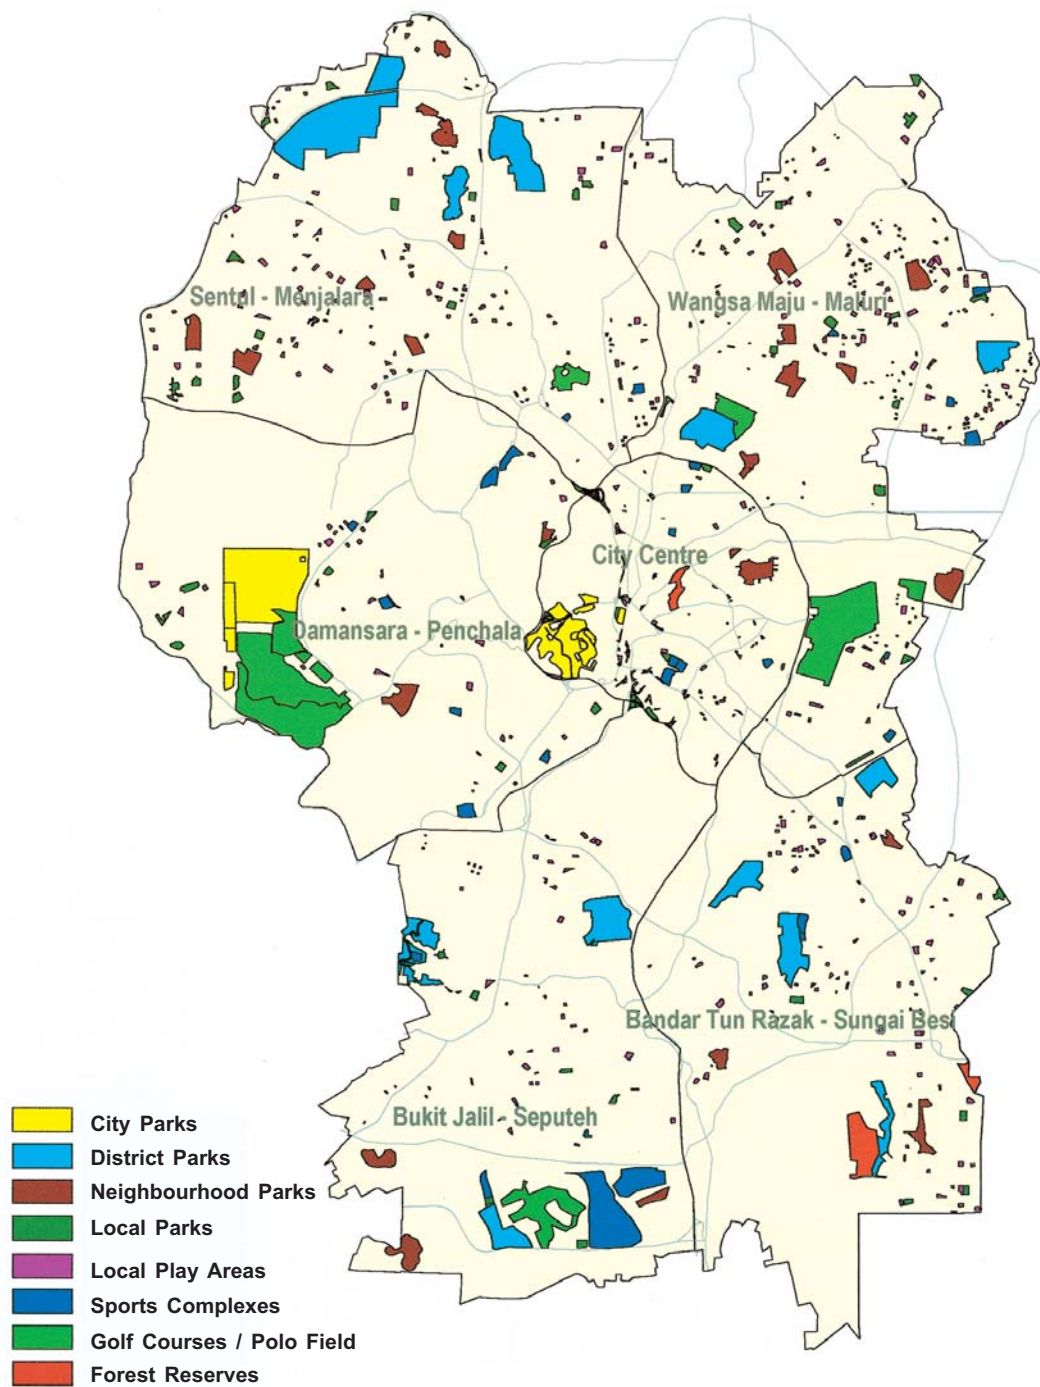 Sentul - Menjalara
Wangsa Maju - Maluri
City Centre
Damansara - Penchala
Bandar Tun Razak - Sungai Besi
Bukit Jalil - Seputeh
City Parks
District Parks
Neighbourhood Parks
Local Parks
Local Play Areas
Sports Complexes
Golf Courses / Polo Field
Forest Reserves